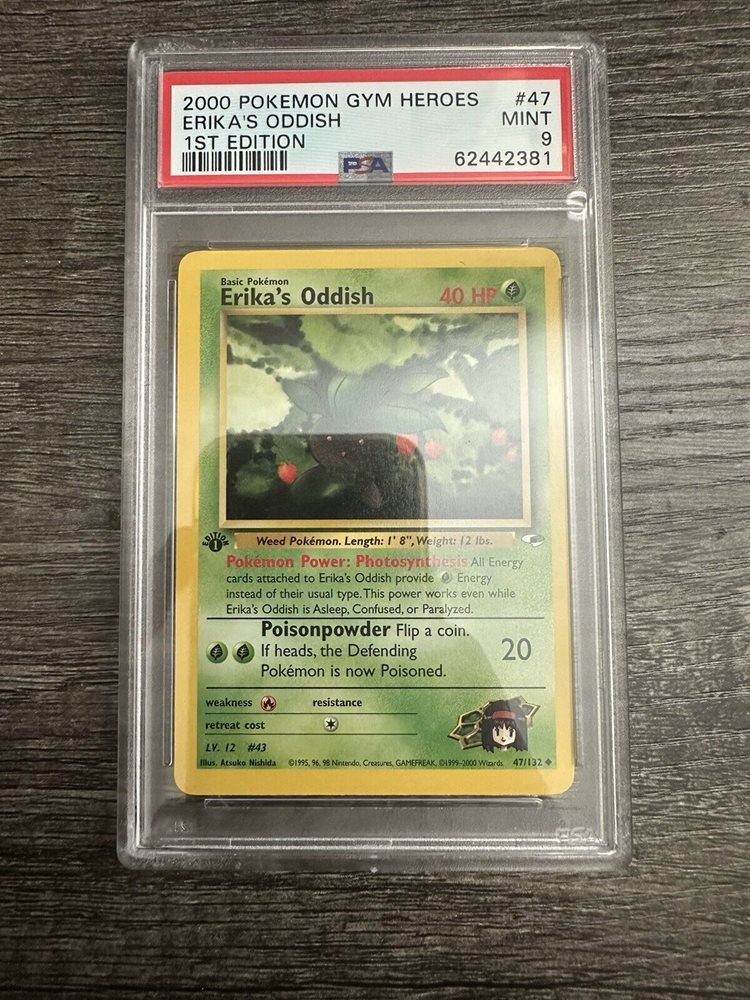 2000 POKEMON GYM HEROES #47
ERIKA'S ODDISH MINT
1ST EDITION 9
PSA 62442381
Basic Pokémon
Erika's Oddish 40 HP
EDITION 1
Weed Pokémon. Length: 1' 8", Weight: 12 lbs.
Pokémon Power: Photosynthesis All Energy
cards attached to Erika's Oddish provide Energy
instead of their usual type. This power works even while
Erika's Oddish is Asleep, Confused, or Paralyzed.
Poisonpowder Flip a coin.
If heads, the Defending 20
Pokémon is now Poisoned.
weakness resistance
retreat cost
LV. 12 #43
Illus. Atsuko Nishida ©1995, 96, 98 Nintendo, Creatures, GAMEFREAK. ©1999-2000 Wizards. 47/132